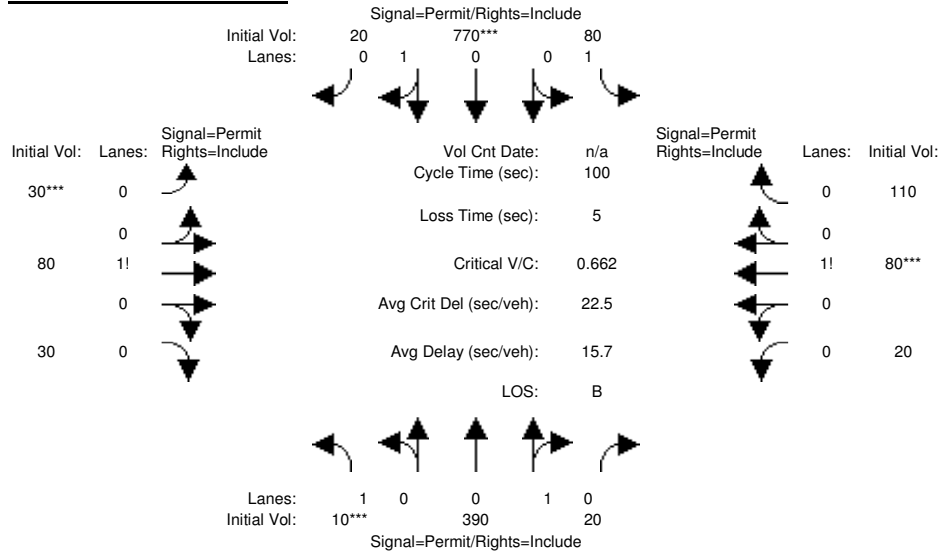 Signal=Permit/Rights=Include
Initial Vol: 20 770*** 80
Lanes: 0 1 0 0 1
Signal=Permit
Initial Vol: Lanes: Rights=Include
Vol Cnt Date: n/a
Signal=Permit
Rights=Include Lanes: Initial Vol:
Cycle Time (sec): 100
30*** 0
0 110
Loss Time (sec): 5
0
0
80 1!
Critical V/C: 0.662
1! 80***
0
Avg Crit Del (sec/veh): 22.5
0
30 0
Avg Delay (sec/veh): 15.7
0 20
LOS: B
Lanes: 1 0 0 1 0
Initial Vol: 10*** 390 20
Signal=Permit/Rights=Include